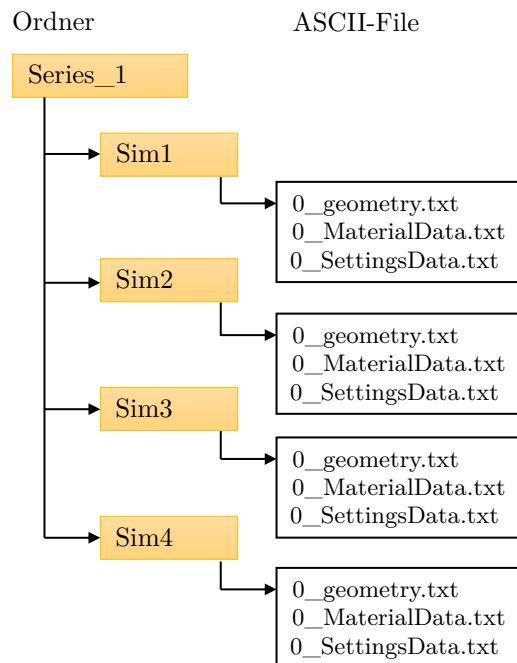 Ordner
ASCII-File
Series_1
Sim1
0_geometry.txt
0_MaterialData.txt
0_SettingsData.txt
Sim2
0_geometry.txt
0_MaterialData.txt
0_SettingsData.txt
Sim3
0_geometry.txt
0_MaterialData.txt
0_SettingsData.txt
Sim4
0_geometry.txt
0_MaterialData.txt
0_SettingsData.txt